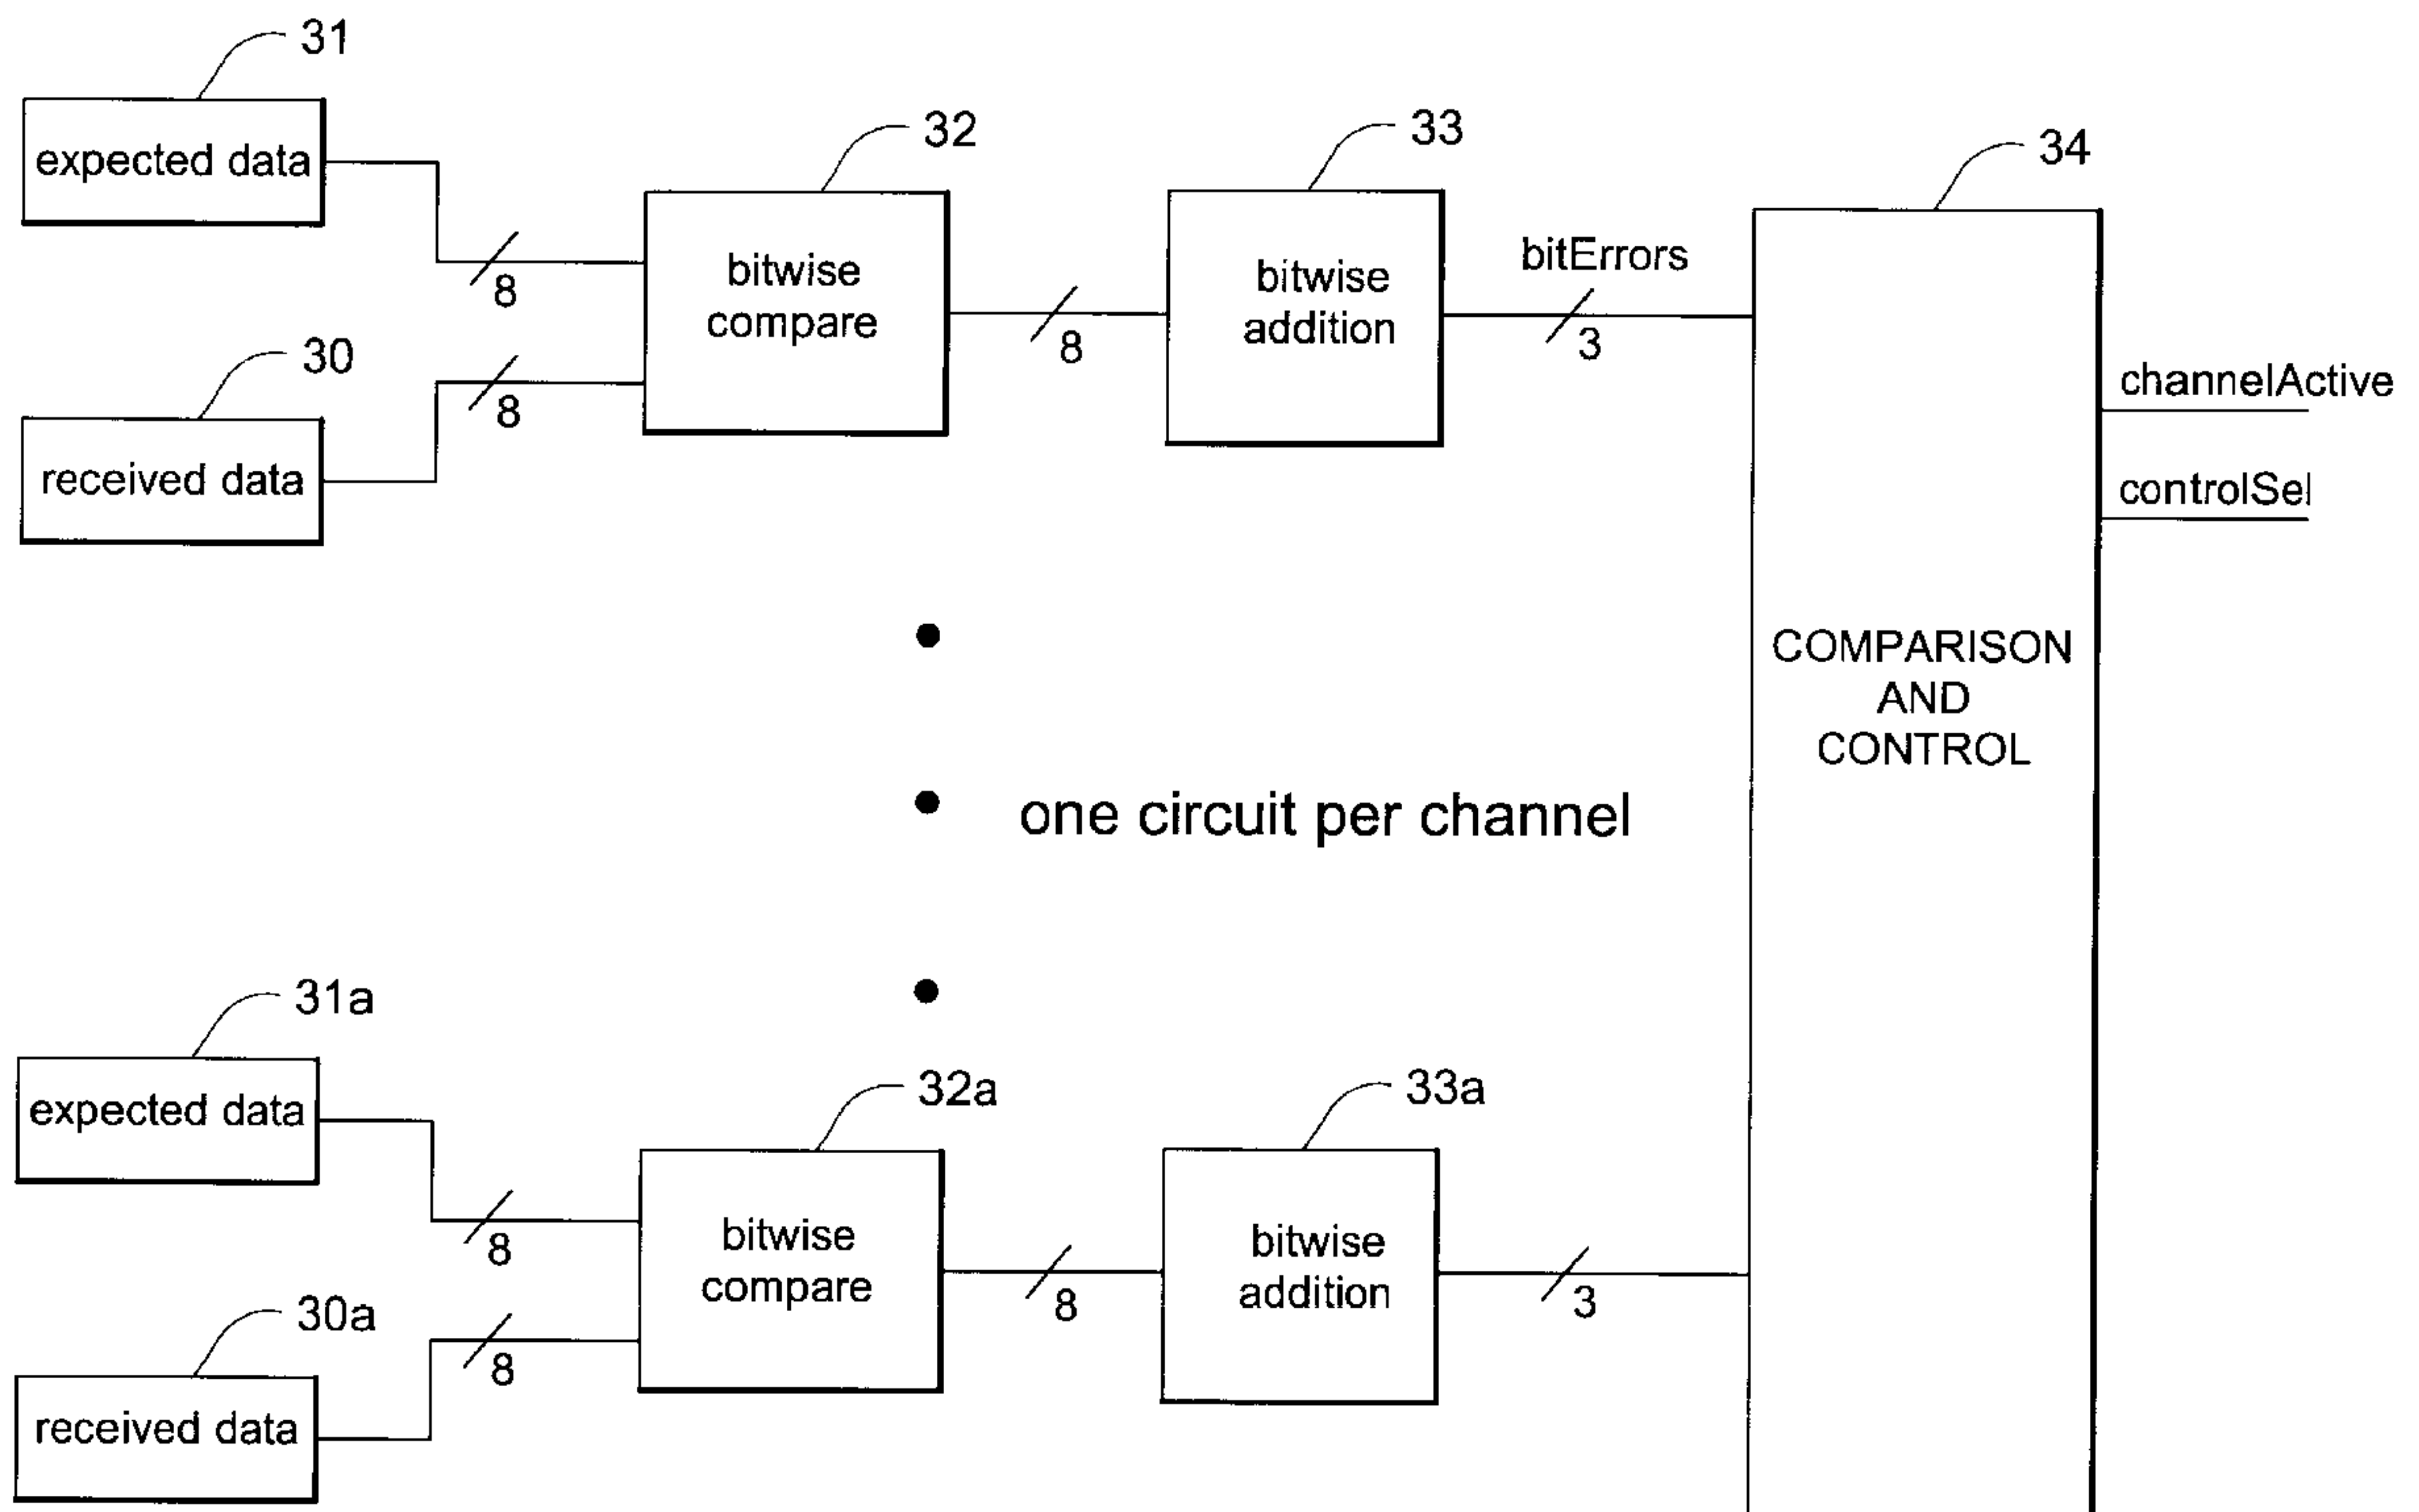 31
expected data
8
30
received data
8
32
bitwise
compare
8
33
bitwise
addition
bitErrors
3
34
COMPARISON
AND
CONTROL
channelActive
controlSel
one circuit per channel
31a
expected data
8
30a
received data
8
32a
bitwise
compare
8
33a
bitwise
addition
3